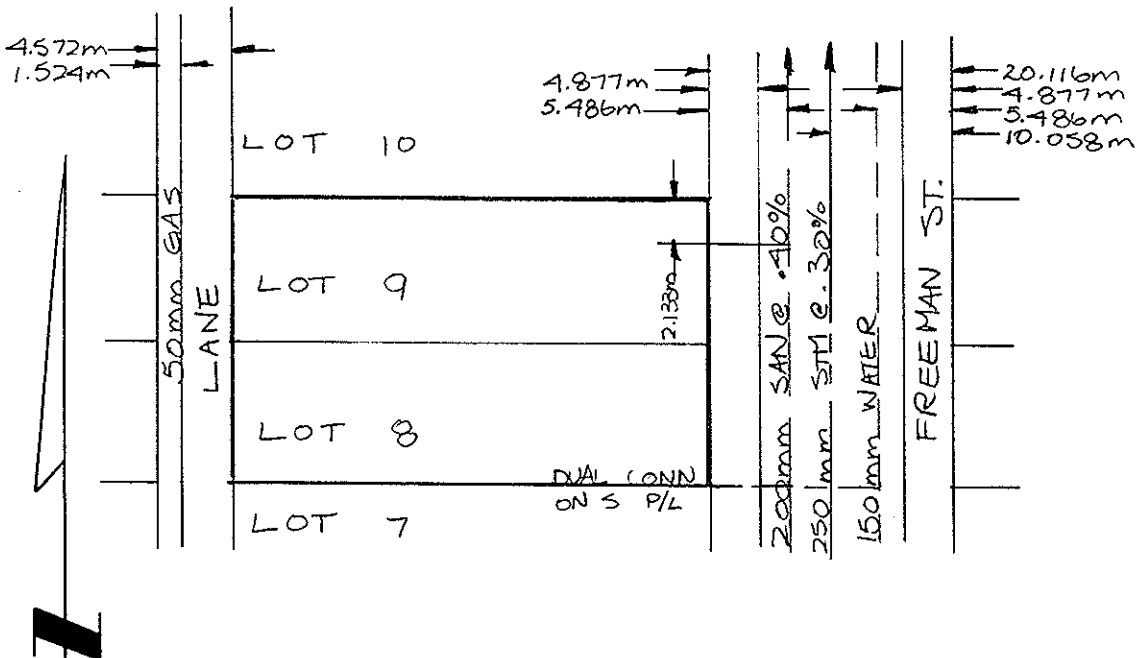 4.572m
1.524m
4.877m
5.486m
20.116m
4.877m
5.486m
10.058m
LOT 10
50mm GAS
LANE
LOT 9
2.133m
LOT 8
DUAL CONN
ON S P/L
LOT 7
200mm SAN @ .40%
250mm STM @ .30%
150mm WATER
FREEMAN ST.
N